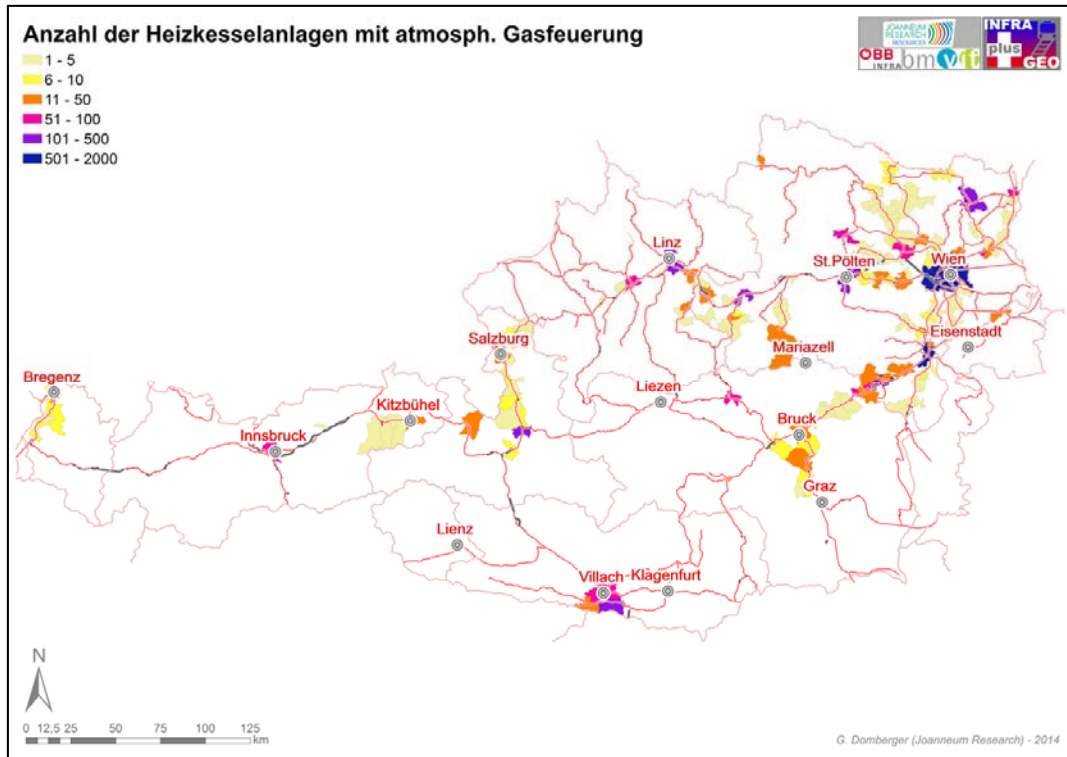 Anzahl der Heizkesselanlagen mit atmosph. Gasfeuerung
1 - 5
6 - 10
11 - 50
51 - 100
101 - 500
501 - 2000
JOANNEUM
RESEARCH
RESOURCES
ÖBB
INFRA
bmvit
INFRA
plus
GEO
Linz
St.Pölten
Wien
Eisenstadt
Salzburg
Mariazell
Bregenz
Kitzbühel
Liezen
Innsbruck
Bruck
Graz
Lienz
Villach-Klagenfurt
N
0 12,5 25 50 75 100 125
km
G. Domberger (Joanneum Research) - 2014